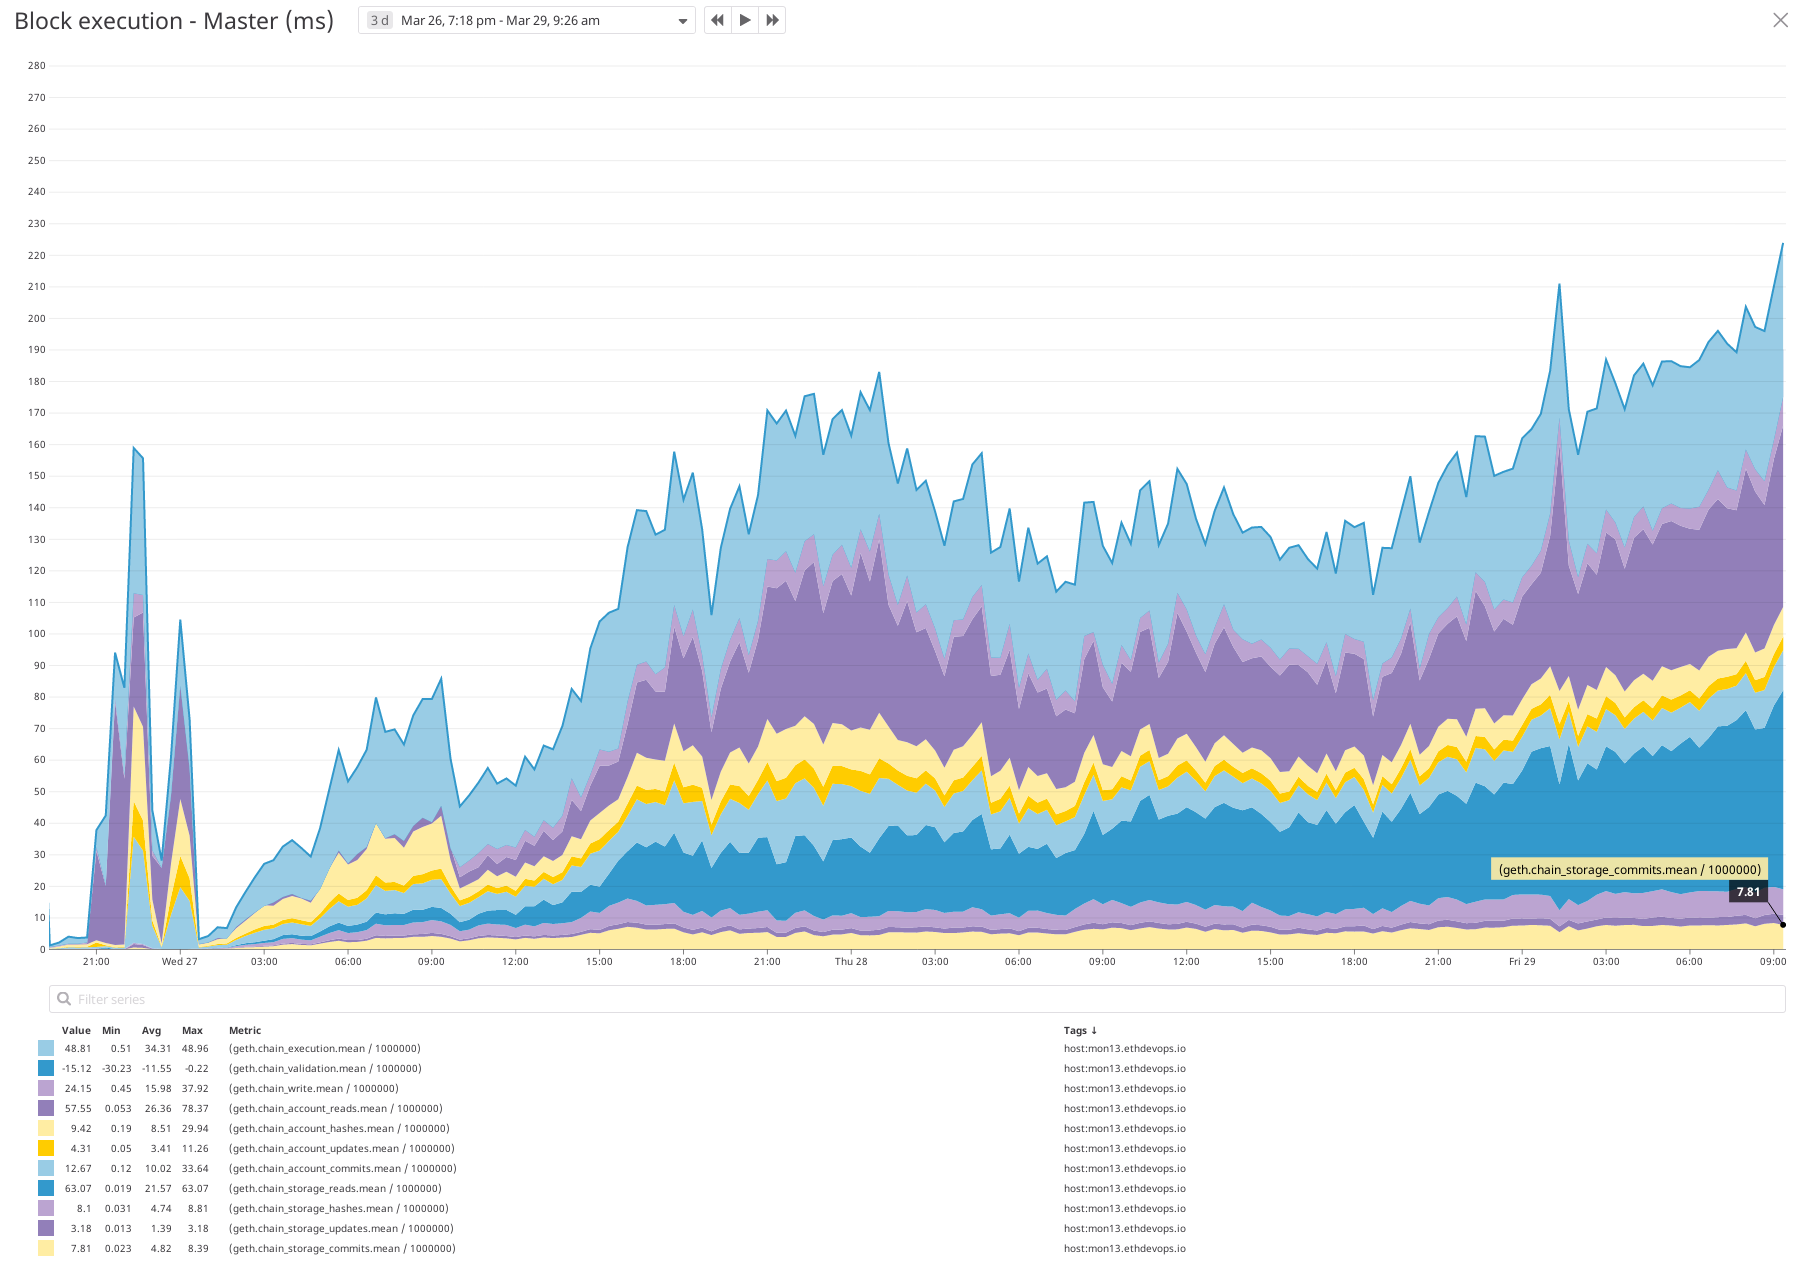 Block execution - Master (ms)
3 d Mar 26, 7:18 pm - Mar 29, 9:26 am
280
270
260
250
240
230
220
210
200
190
180
170
160
150
140
130
120
110
100
90
80
70
60
50
40
30
20
10
0
(geth.chain_storage_commits.mean / 1000000)
7.81
21:00 Wed 27 03:00 06:00 09:00 12:00 15:00 18:00 21:00 Thu 28 03:00 06:00 09:00 12:00 15:00 18:00 21:00 Fri 29 03:00 06:00 09:00
Filter series
Value Min Avg Max Metric Tags ↓
48.81 0.51 34.31 48.96 (geth.chain_execution.mean / 1000000) host:mon13.ethdevops.io
-15.12 -30.23 -11.55 -0.22 (geth.chain_validation.mean / 1000000) host:mon13.ethdevops.io
24.15 0.45 15.98 37.92 (geth.chain_write.mean / 1000000) host:mon13.ethdevops.io
57.55 0.053 26.36 78.37 (geth.chain_account_reads.mean / 1000000) host:mon13.ethdevops.io
9.42 0.19 8.51 29.94 (geth.chain_account_hashes.mean / 1000000) host:mon13.ethdevops.io
4.31 0.05 3.41 11.26 (geth.chain_account_updates.mean / 1000000) host:mon13.ethdevops.io
12.67 0.12 10.02 33.64 (geth.chain_account_commits.mean / 1000000) host:mon13.ethdevops.io
63.07 0.019 21.57 63.07 (geth.chain_storage_reads.mean / 1000000) host:mon13.ethdevops.io
8.1 0.031 4.74 8.81 (geth.chain_storage_hashes.mean / 1000000) host:mon13.ethdevops.io
3.18 0.013 1.39 3.18 (geth.chain_storage_updates.mean / 1000000) host:mon13.ethdevops.io
7.81 0.023 4.82 8.39 (geth.chain_storage_commits.mean / 1000000) host:mon13.ethdevops.io